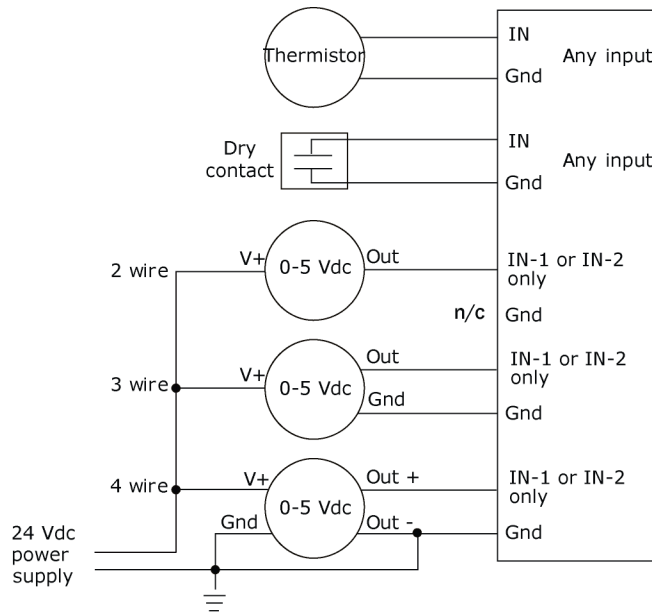 Thermistor
IN
Gnd
Any input
Dry
contact
IN
Gnd
Any input
2 wire
V+
0-5 Vdc
Out
IN-1 or IN-2
only
n/c
Gnd
3 wire
V+
0-5 Vdc
Out
Gnd
IN-1 or IN-2
only
Gnd
4 wire
V+
Gnd
0-5 Vdc
Out +
Out -
IN-1 or IN-2
only
Gnd
24 Vdc
power
supply